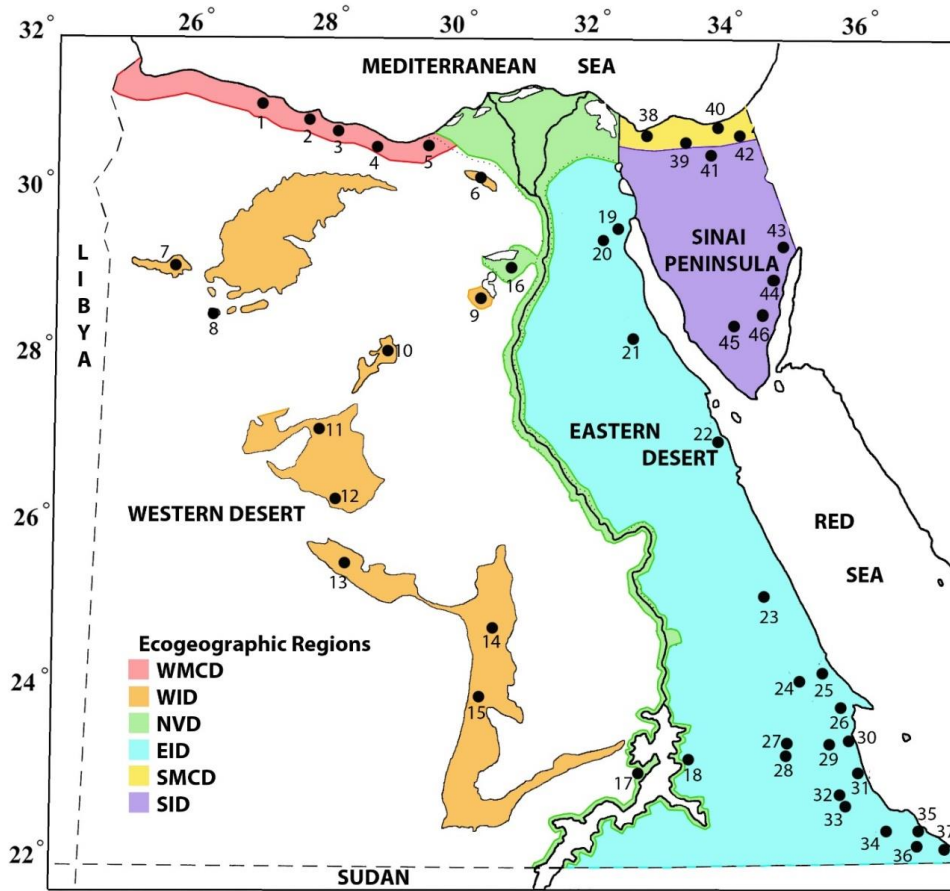 26° 28° 30° 32° 34° 36°
32°
MEDITERRANEAN SEA
38 40
1 2 3 4 5 39 41 42
30°
6
19
20
SINAI
PENINSULA
43
7
16
44
L
I
B
Y
A
8
9
45 46
28°
10
21
11
EASTERN
DESERT
22
12
WESTERN DESERT
26°
RED
SEA
13
23
14
Ecogeographic Regions
WMCD
WID
NVD
EID
SMCD
SID
24°
24 25
15
26
27 30
28 29
17 18
31
32
33
35
34 37
36
22°
SUDAN